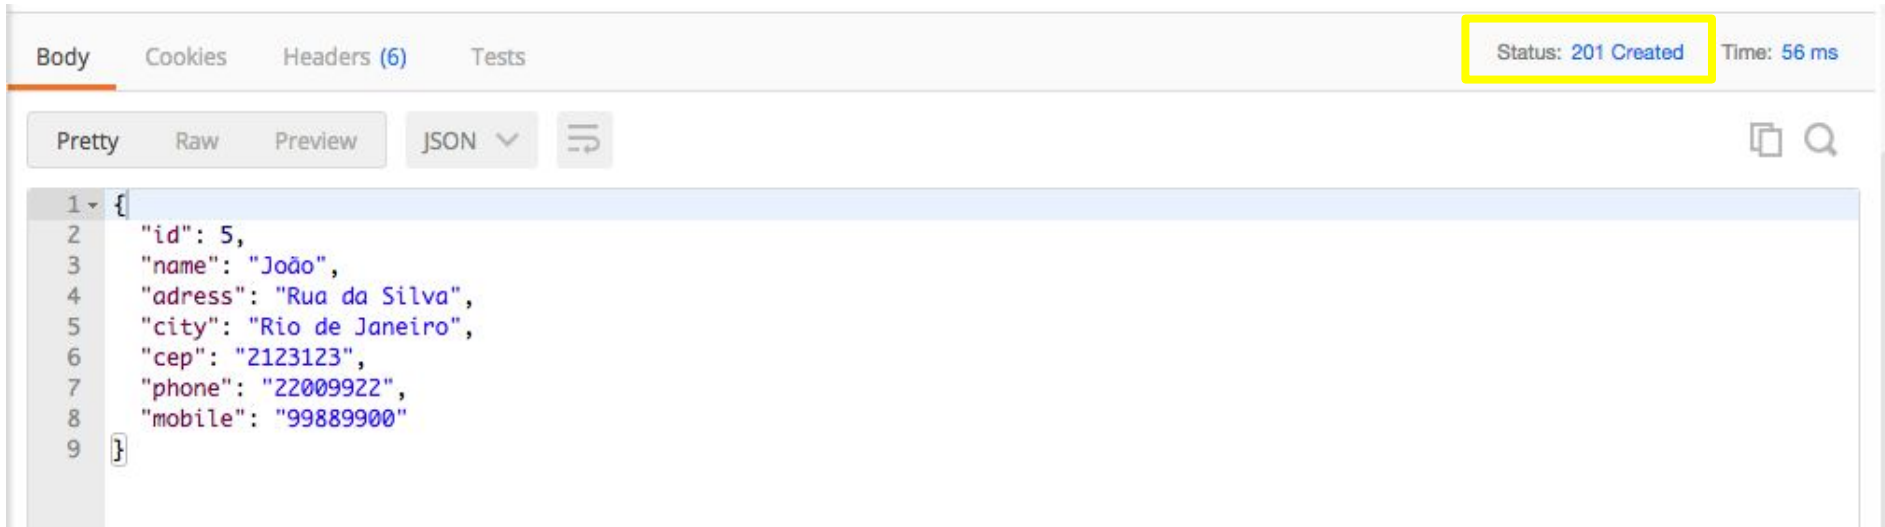 Body Cookies Headers (6) Tests Status: 201 Created Time: 56 ms
Pretty Raw Preview JSON
1 {
2 "id": 5,
3 "name": "João",
4 "adress": "Rua da Silva",
5 "city": "Rio de Janeiro",
6 "cep": "2123123",
7 "phone": "22009922",
8 "mobile": "99889900"
9 }